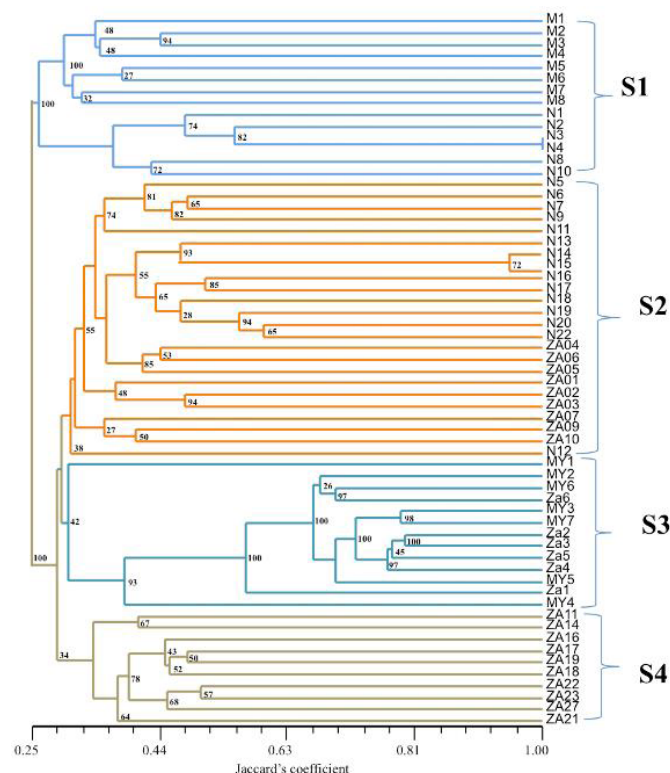 M1
M2
48
94
M3
48
M4
100
M5
27
M6
M7
32
M8
S1
100
N1
74
N2
N3
82
N4
N8
72
N10
N5
81
N6
65
N7
74
82
N9
N11
N13
93
N14
N15
72
55
N16
85
N17
65
N18
28
N19
94
N20
65
N22
S2
55
ZA04
53
ZA06
85
ZA05
ZA01
48
ZA02
94
ZA03
ZA07
27
ZA09
50
ZA10
38
N12
MY1
MY2
26
MY6
97
Za6
MY3
98
MY7
42
100
Za2
100
Za3
100
45
Za5
97
Za4
S3
100
93
MY5
Za1
MY4
100
ZA11
67
ZA14
ZA16
43
ZA17
34
50
ZA19
52
ZA18
78
ZA22
57
ZA23
68
ZA27
64
ZA21
S4
0.25 0.44 0.63 0.81 1.00
Jaccard's coefficient